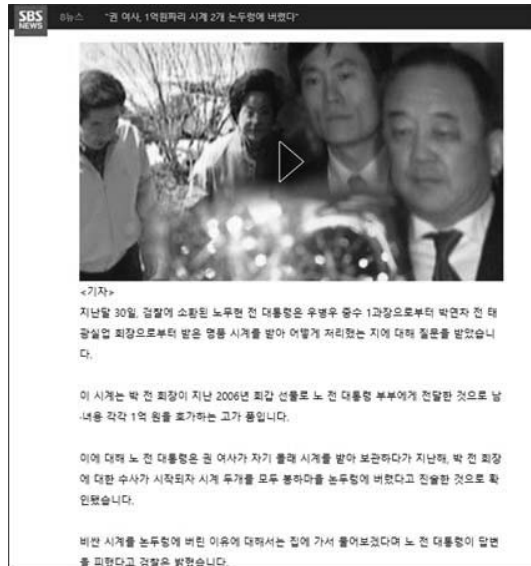 SBS
NEWS
8뉴스
"권 여사, 1억원짜리 시계 2개 논두렁에 버렸다"
<기자>
지난달 30일, 검찰에 소환된 노무현 전 대통령은 우병우 중수 1과장으로부터 박연차 전 태
광실업 회장으로부터 받은 명품 시계를 받아 어떻게 처리했는 지에 대해 질문을 받았습니
다.
이 시계는 박 전 회장이 지난 2006년 회갑 선물로 노 전 대통령 부부에게 전달한 것으로 남
·녀용 각각 1억 원을 호가하는 고가 품입니다.
이에 대해 노 전 대통령은 권 여사가 자기 몰래 시계를 받아 보관하다가 지난해, 박 전 회장
에 대한 수사가 시작되자 시계 두개를 모두 봉하마을 논두렁에 버렸다고 진술한 것으로 확
인됐습니다.
비싼 시계를 논두렁에 버린 이유에 대해서는 집에 가서 물어보겠다며 노 전 대통령이 답변
을 피했다고 검찰은 밝혔습니다.